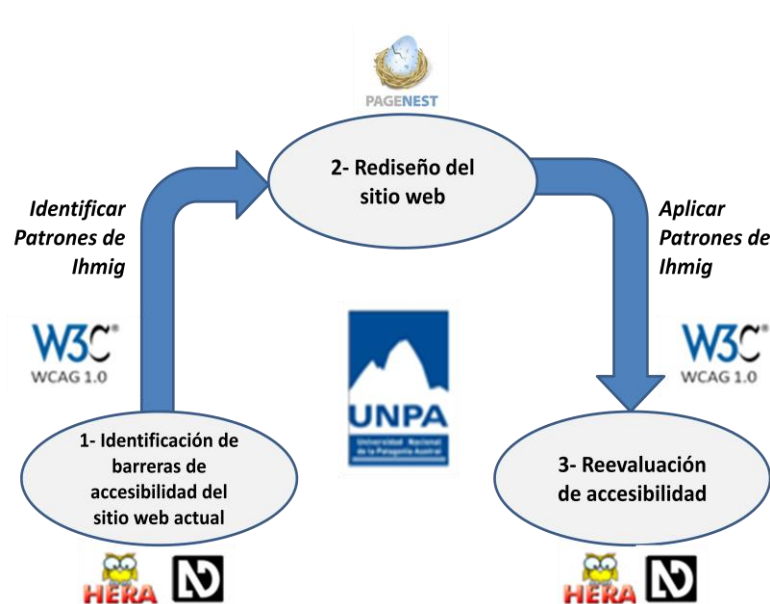 PAGENEST
2- Rediseño del
sitio web
Identificar
Patrones de
Ihmig
Aplicar
Patrones de
Ihmig
W3C®
WCAG 1.0
W3C®
WCAG 1.0
UNPA
Universidad Nacional
de la Patagonia Austral
1- Identificación de
barreras de
accesibilidad del
sitio web actual
3- Reevaluación
de accesibilidad
HERA
HERA